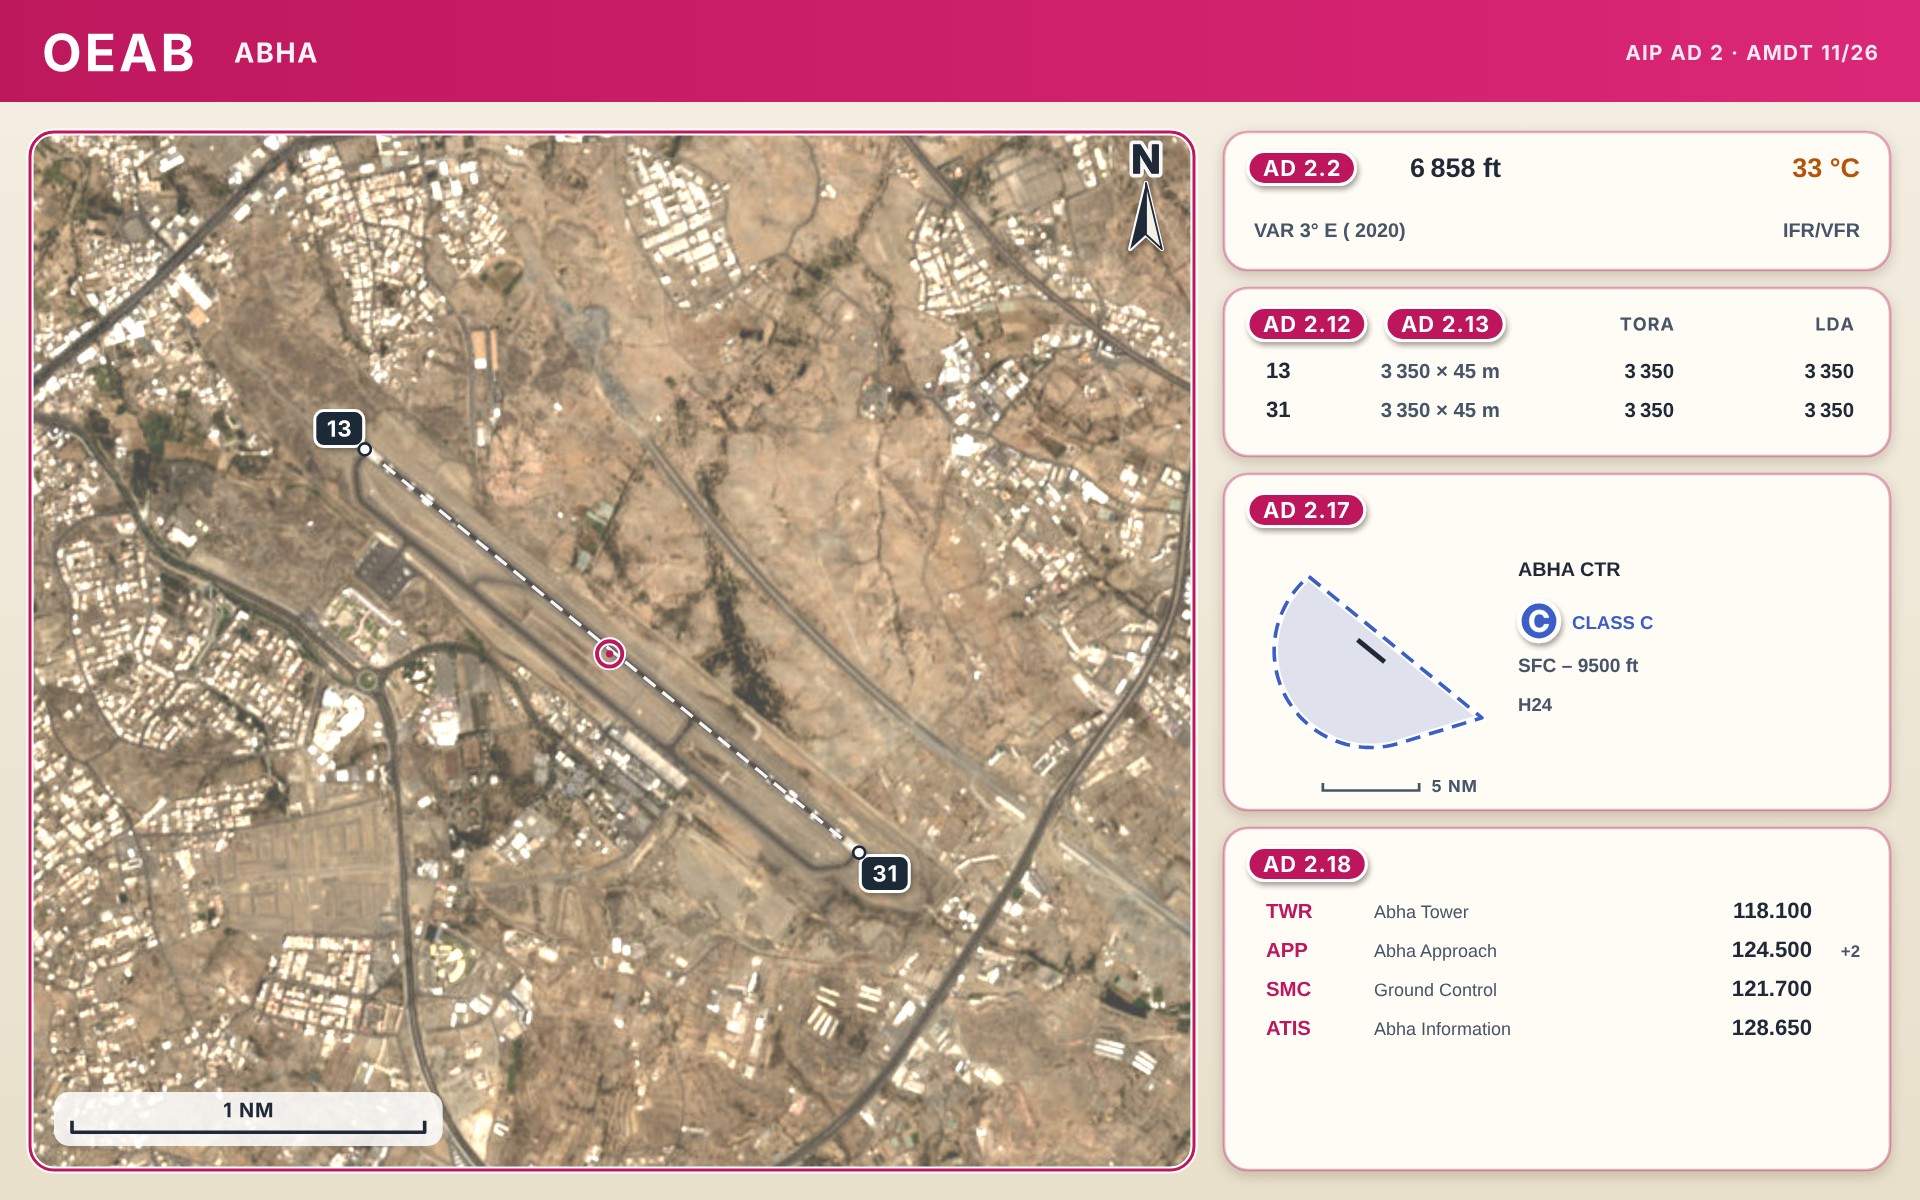 OEAB ABHA
AIP AD 2 · AMDT 11/26
N
13
31
1 NM
AD 2.2 6 858 ft 33 °C
VAR 3° E ( 2020) IFR/VFR
AD 2.12 AD 2.13 TORA LDA
13 3 350 × 45 m 3 350 3 350
31 3 350 × 45 m 3 350 3 350
AD 2.17
ABHA CTR
C CLASS C
SFC – 9500 ft
H24
5 NM
AD 2.18
TWR Abha Tower 118.100
APP Abha Approach 124.500 +2
SMC Ground Control 121.700
ATIS Abha Information 128.650